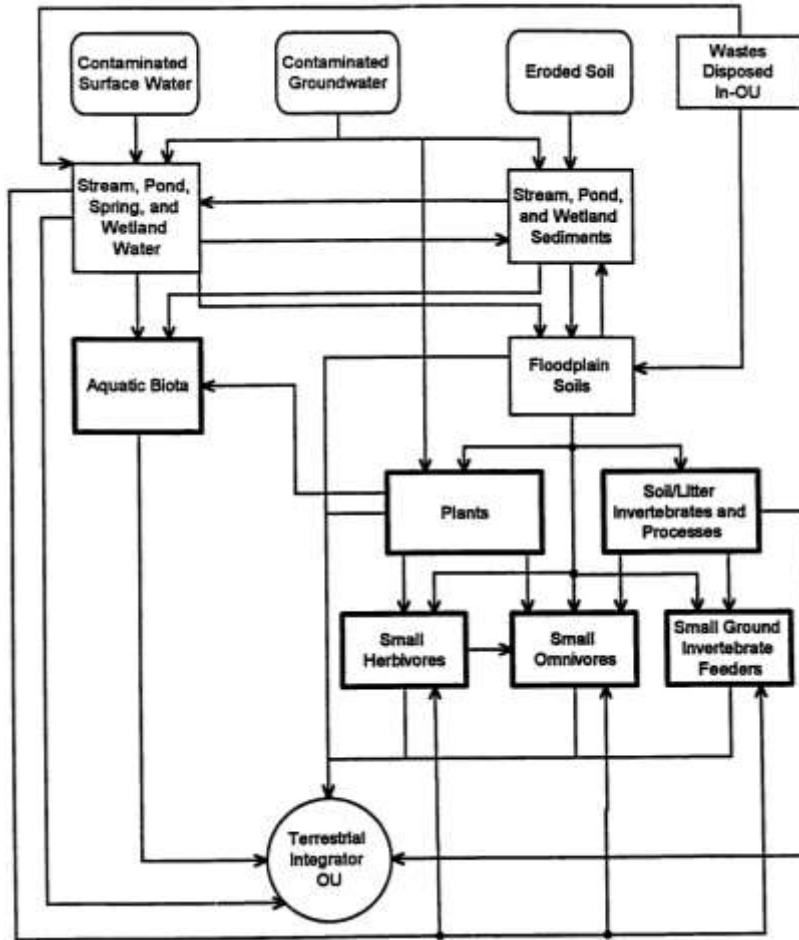 Contaminated
Surface Water
Contaminated
Groundwater
Eroded Soil
Wastes
Disposed
In-OU
Stream, Pond,
Spring, and
Wetland
Water
Stream, Pond,
and Wetland
Sediments
Aquatic Biota
Floodplain
Soils
Plants
Soil/Litter
Invertebrates and
Processes
Small
Herbivores
Small
Omnivores
Small Ground
Invertebrate
Feeders
Terrestrial
Integrator
OU